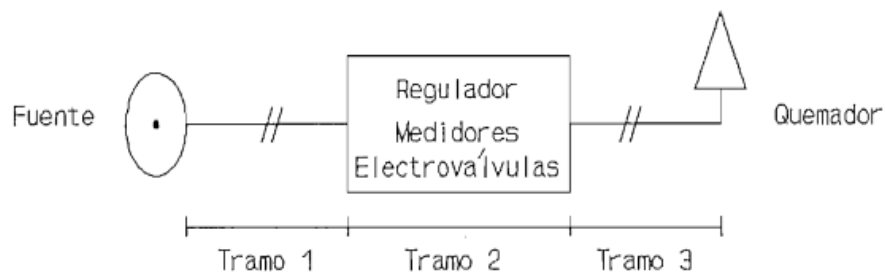 Regulador
Fuente
Medidores
Quemador
Electroválvulas
Tramo 1
Tramo 2
Tramo 3